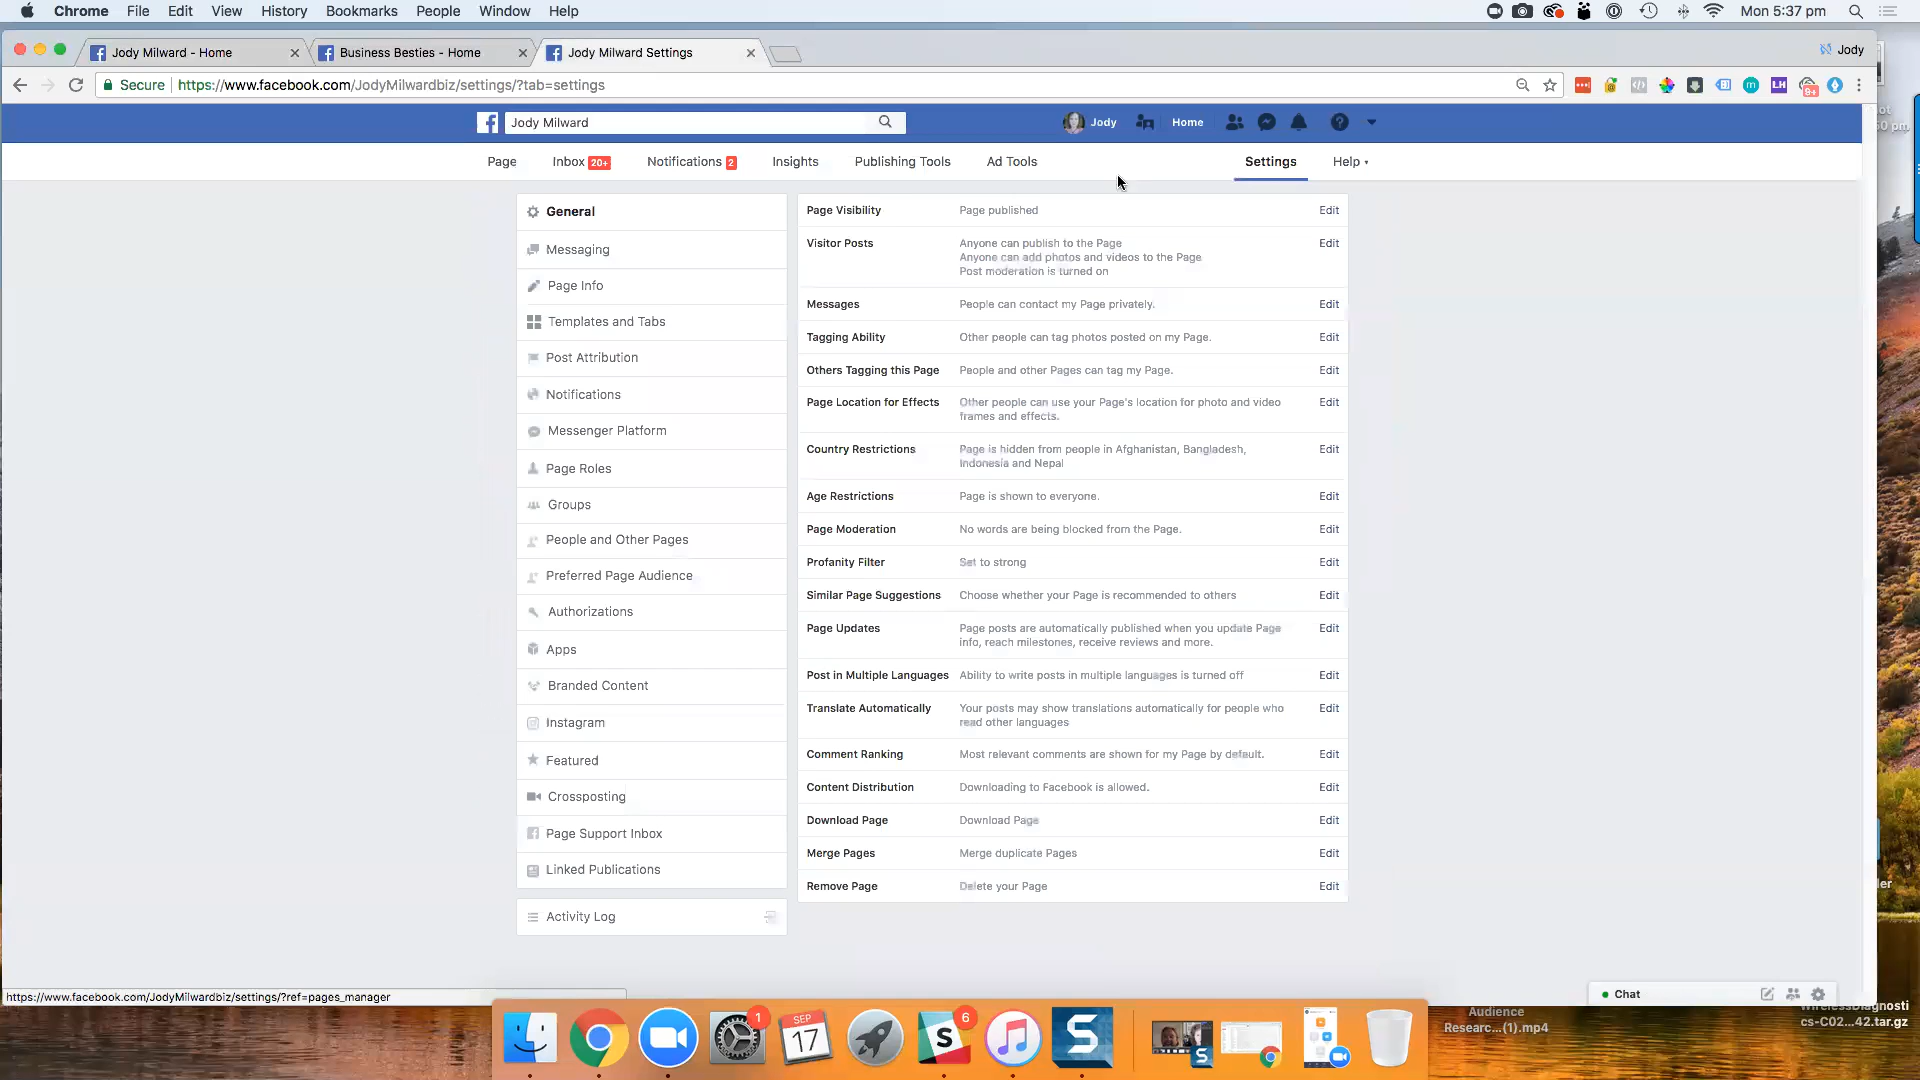 Chrome File Edit View History Bookmarks People Window Help
Mon 5:37 pm
Jody Milward - Home
Business Besties - Home
Jody Milward Settings
Jody
Secure https://www.facebook.com/JodyMilwardbiz/settings/?tab=settings
LH
9+
Jody Milward
Jody
Home
Page
Inbox 20+
Notifications 2
Insights
Publishing Tools
Ad Tools
Settings
Help
General
Messaging
Page Info
Templates and Tabs
Post Attribution
Notifications
Messenger Platform
Page Roles
Groups
People and Other Pages
Preferred Page Audience
Authorizations
Apps
Branded Content
Instagram
Featured
Crossposting
Page Support Inbox
Linked Publications
Activity Log
Page Visibility Page published Edit
Visitor Posts Anyone can publish to the Page Edit
Anyone can add photos and videos to the Page
Post moderation is turned on
Messages People can contact my Page privately. Edit
Tagging Ability Other people can tag photos posted on my Page. Edit
Others Tagging this Page People and other Pages can tag my Page. Edit
Page Location for Effects Other people can use your Page's location for photo and video Edit
frames and effects.
Country Restrictions Page is hidden from people in Afghanistan, Bangladesh, Edit
Indonesia and Nepal
Age Restrictions Page is shown to everyone. Edit
Page Moderation No words are being blocked from the Page. Edit
Profanity Filter Set to strong Edit
Similar Page Suggestions Choose whether your Page is recommended to others Edit
Page Updates Page posts are automatically published when you update Page Edit
info, reach milestones, receive reviews and more.
Post in Multiple Languages Ability to write posts in multiple languages is turned off Edit
Translate Automatically Your posts may show translations automatically for people who Edit
read other languages
Comment Ranking Most relevant comments are shown for my Page by default. Edit
Content Distribution Downloading to Facebook is allowed. Edit
Download Page Download Page Edit
Merge Pages Merge duplicate Pages Edit
Remove Page Delete your Page Edit
https://www.facebook.com/JodyMilwardbiz/settings/?ref=pages_manager
Chat
1
SEP
17
6
S
S
Audience
Researc...(1).mp4
cs-C02...42.tar.gz